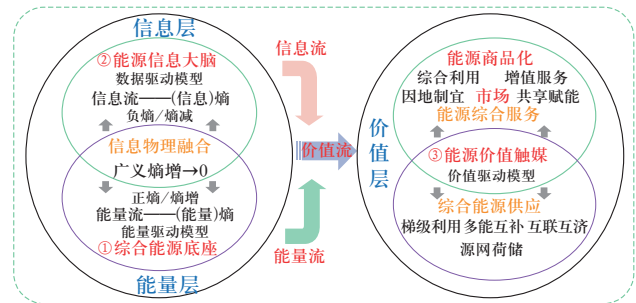 信息层
②能源信息大脑
数据驱动模型
信息流——(信息)熵
负熵/熵减
信息物理融合
广义熵增→0
正熵/熵增
能量流——(能量)熵
能量驱动模型
①综合能源底座
能量层
信息流
价值流
能量流
价值层
能源商品化
综合利用 增值服务
因地制宜 市场 共享赋能
能源综合服务
③能源价值触媒
价值驱动模型
综合能源供应
梯级利用 多能互补 互联互济
源网荷储